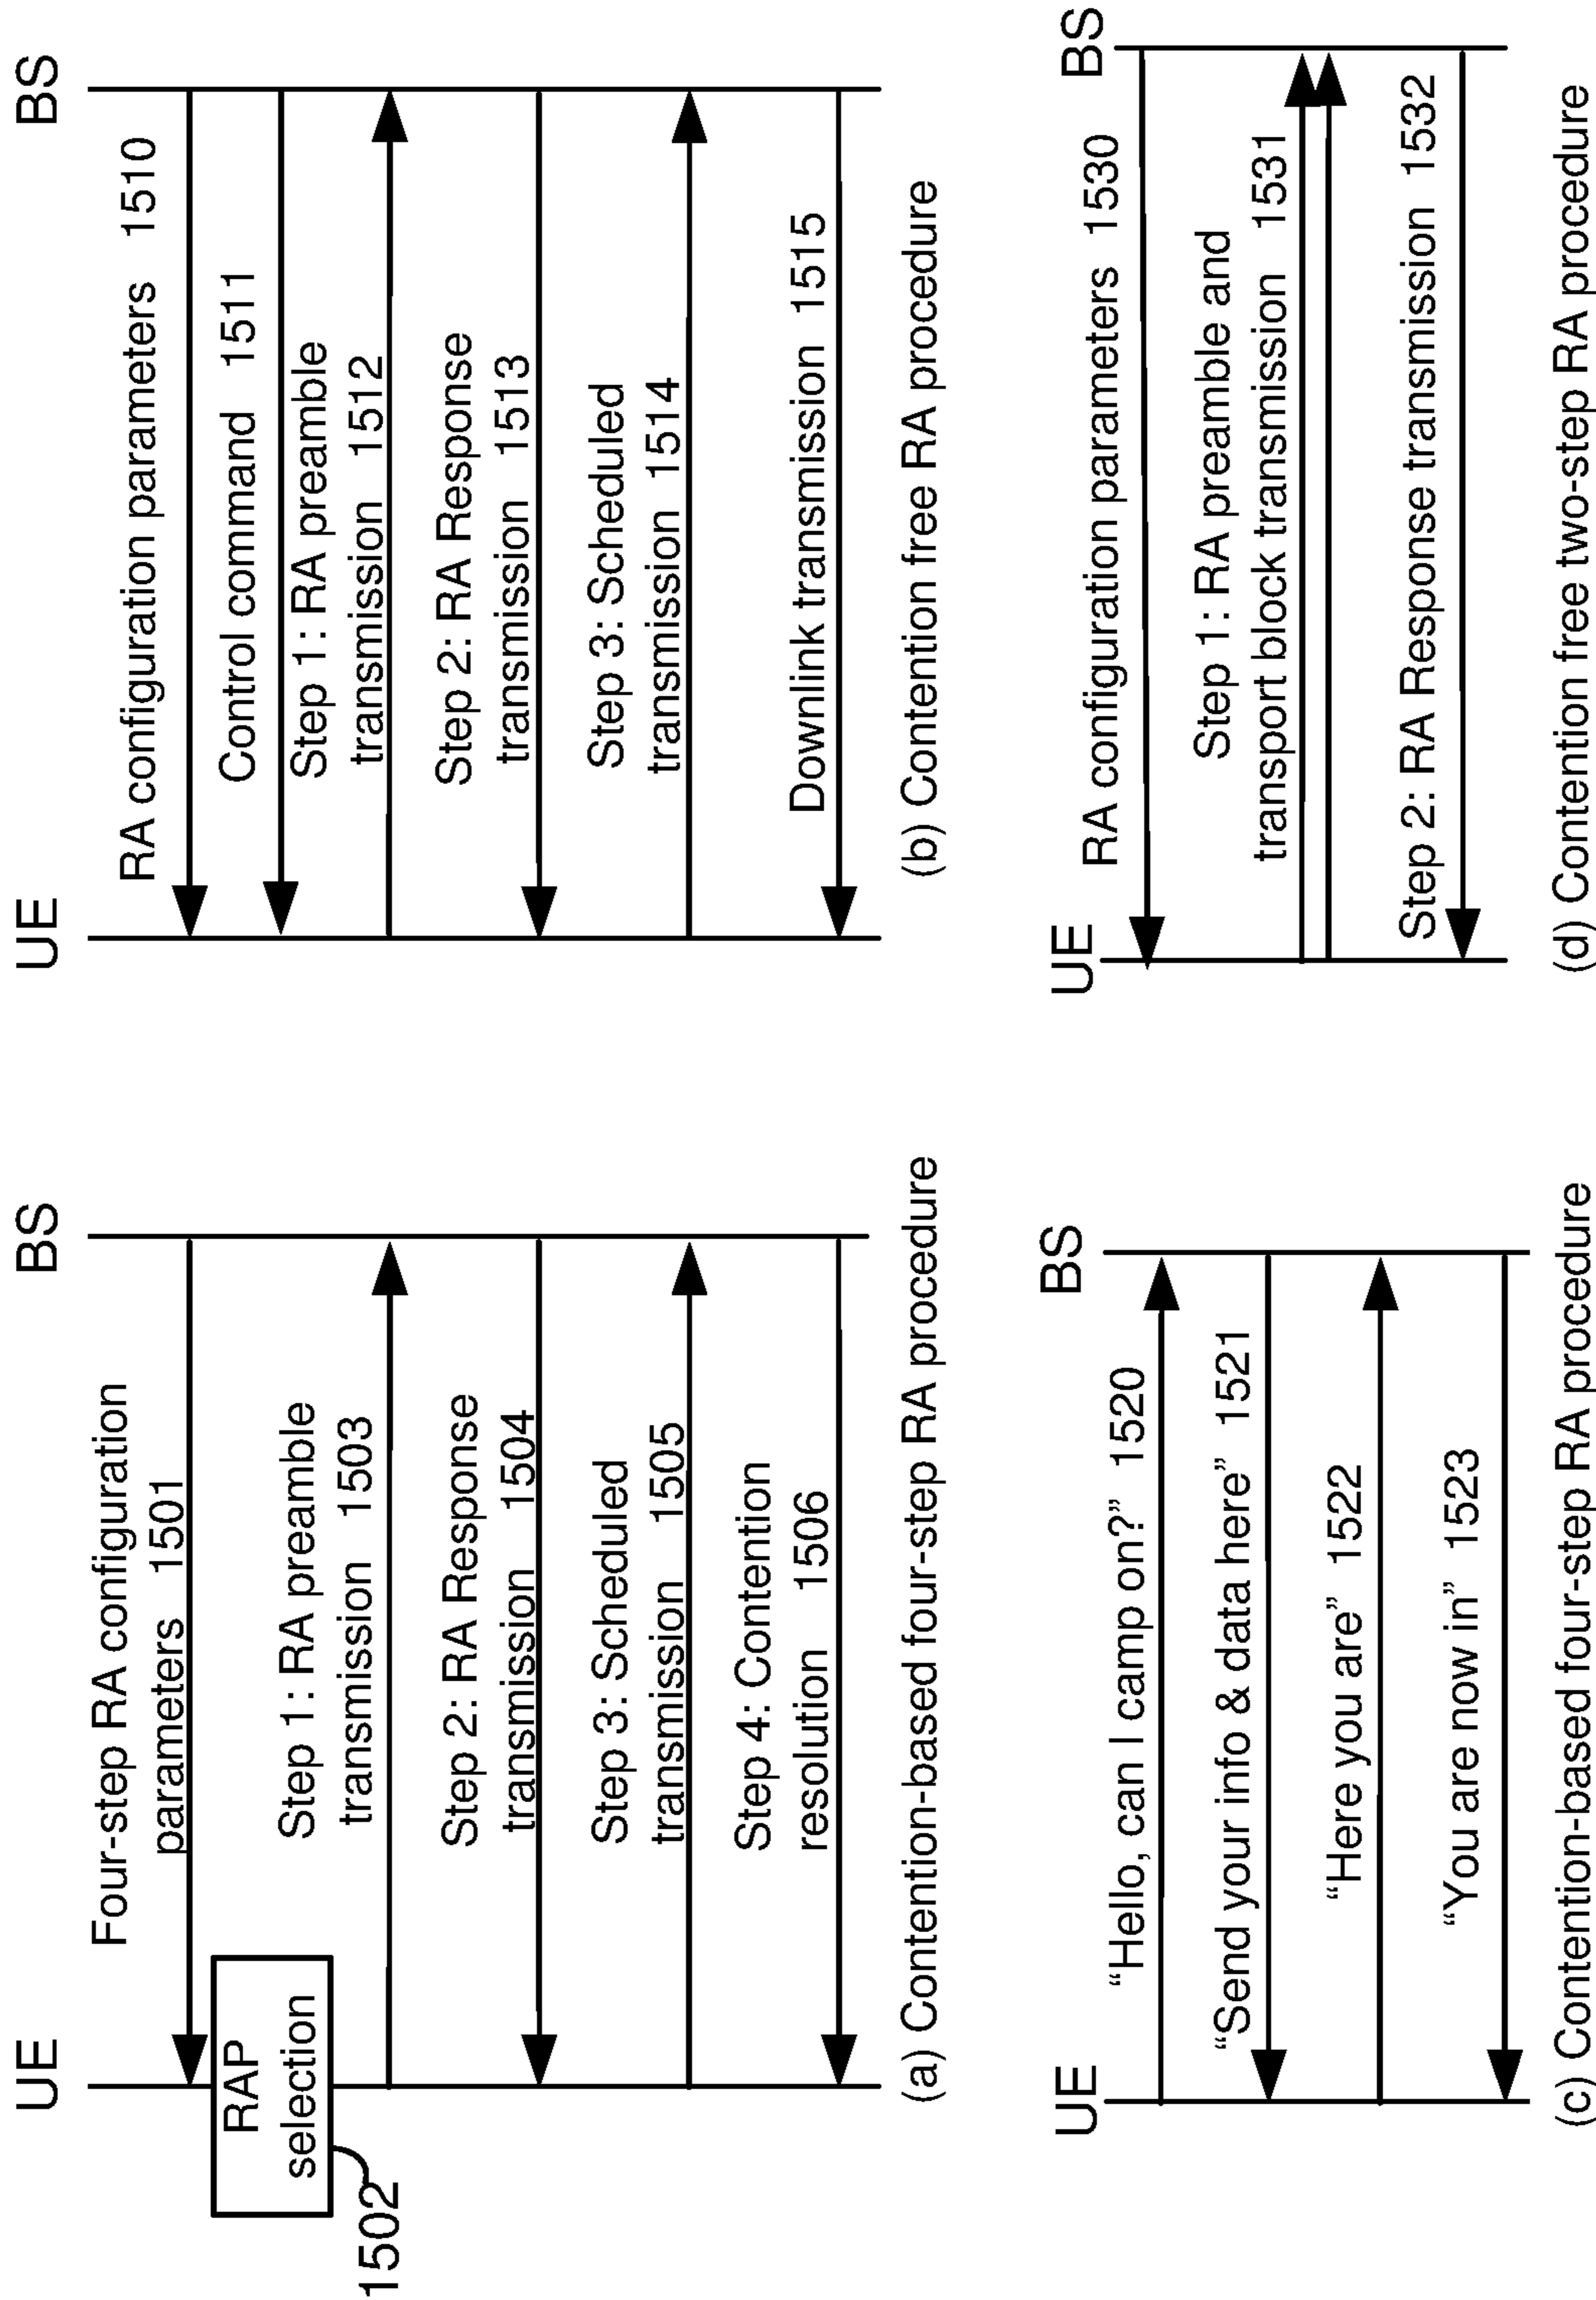 UE
BS
Four-step RA configuration
parameters 1501
RAP
selection
1502
Step 1: RA preamble
transmission 1503
Step 2: RA Response
transmission 1504
Step 3: Scheduled
transmission 1505
Step 4: Contention
resolution 1506
(a) Contention-based four-step RA procedure
UE
BS
RA configuration parameters 1510
Control command 1511
Step 1: RA preamble
transmission 1512
Step 2: RA Response
transmission 1513
Step 3: Scheduled
transmission 1514
Downlink transmission 1515
(b) Contention free RA procedure
UE
BS
“Hello, can I camp on?” 1520
“Send your info & data here” 1521
“Here you are” 1522
“You are now in” 1523
(c) Contention-based four-step RA procedure
UE
BS
RA configuration parameters 1530
Step 1: RA preamble and
transport block transmission 1531
Step 2: RA Response transmission 1532
(d) Contention free two-step RA procedure